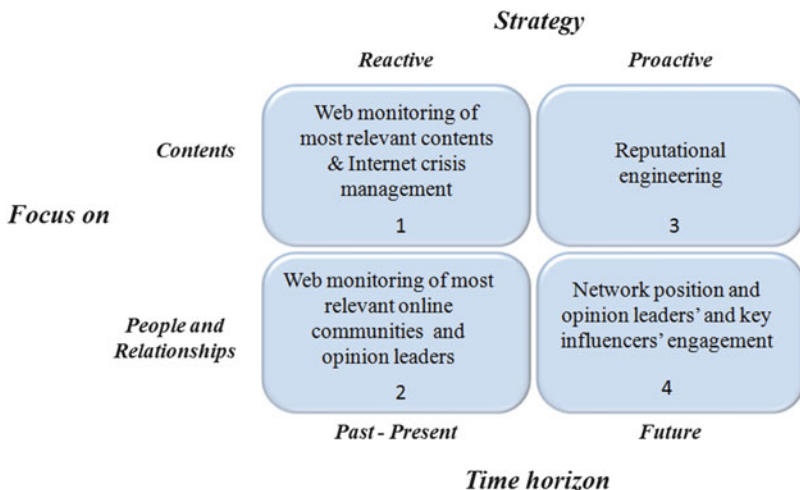 Strategy
Reactive
Proactive
Contents
Web monitoring of
most relevant contents
& Internet crisis
management
1
Reputational
engineering
3
Focus on
People and
Relationships
Web monitoring of most
relevant online
communities and
opinion leaders
2
Network position and
opinion leaders’ and key
influencers’ engagement
4
Past - Present
Future
Time horizon